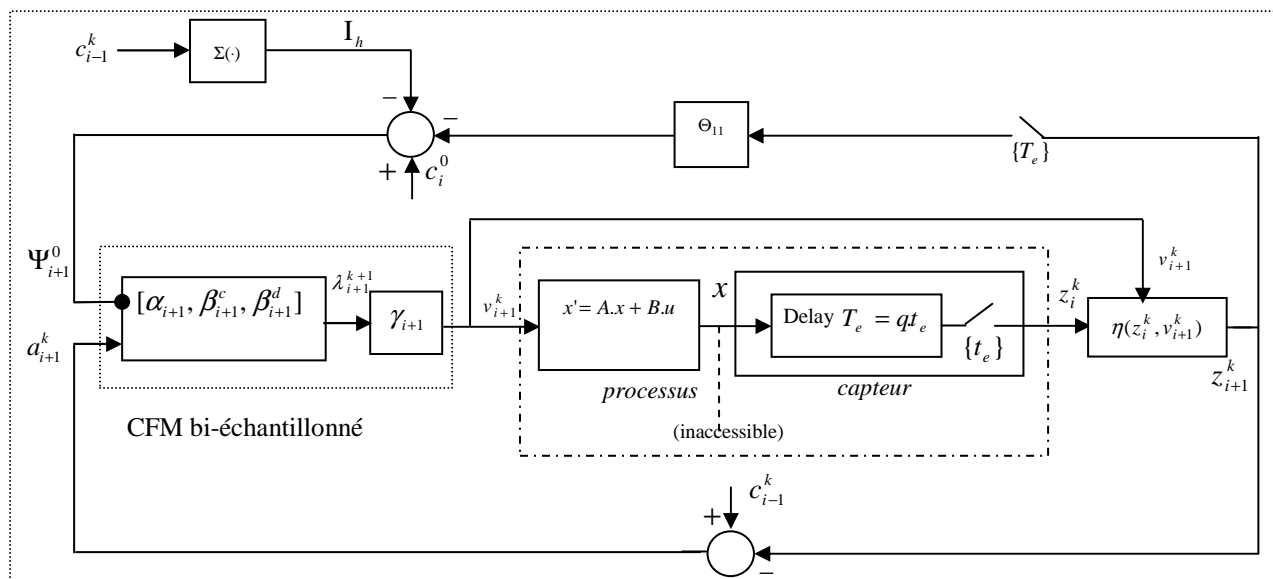 c_{i-1}^k
Σ(·)
I_h
−
−
+
c_i^0
Θ_{11}
{T_e}
Ψ_{i+1}^0
a_{i+1}^k
[α_{i+1}, β_{i+1}^c, β_{i+1}^d]
λ_{i+1}^{k+1}
γ_{i+1}
v_{i+1}^k
x'= A.x + B.u
x
Delay T_e = qt_e
{t_e}
z_i^k
v_{i+1}^k
η(z_i^k, v_{i+1}^k)
z_{i+1}^k
processus
capteur
(inaccessible)
CFM bi-échantillonné
c_{i-1}^k
+
−